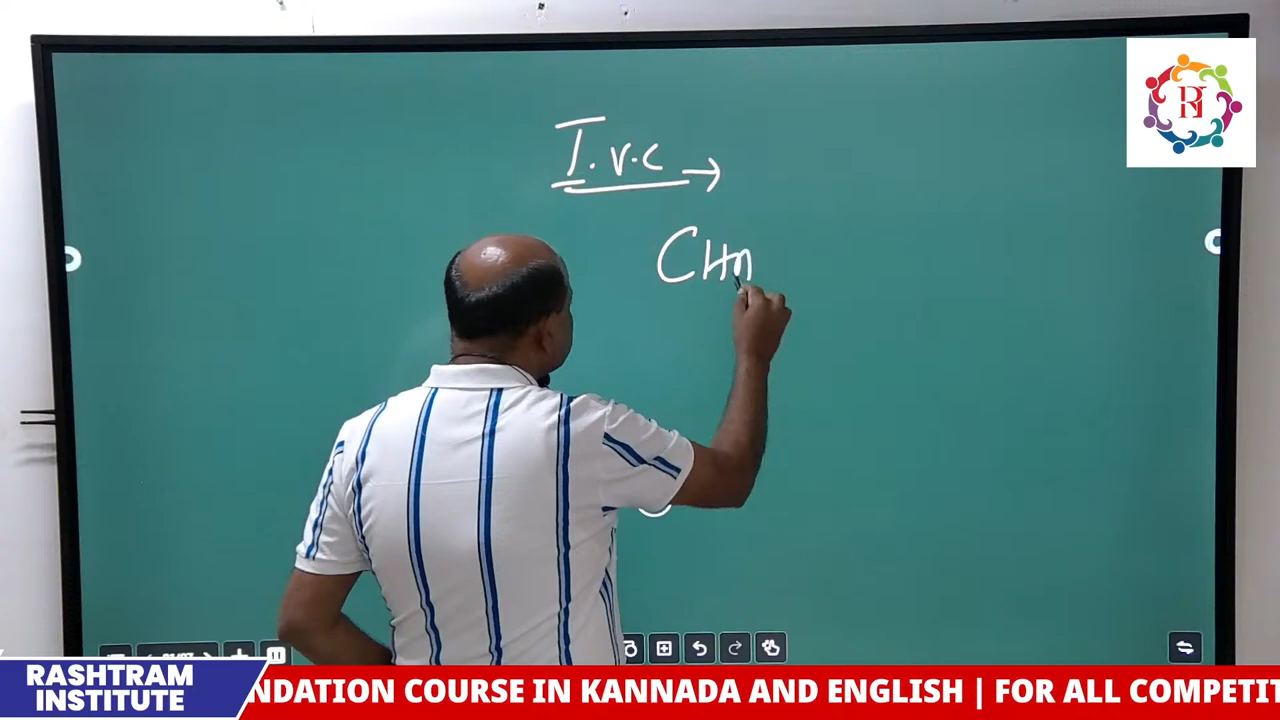 I.V.C →
CHn
RASHTRAM
INSTITUTE
NDATION COURSE IN KANNADA AND ENGLISH | FOR ALL COMPETIT